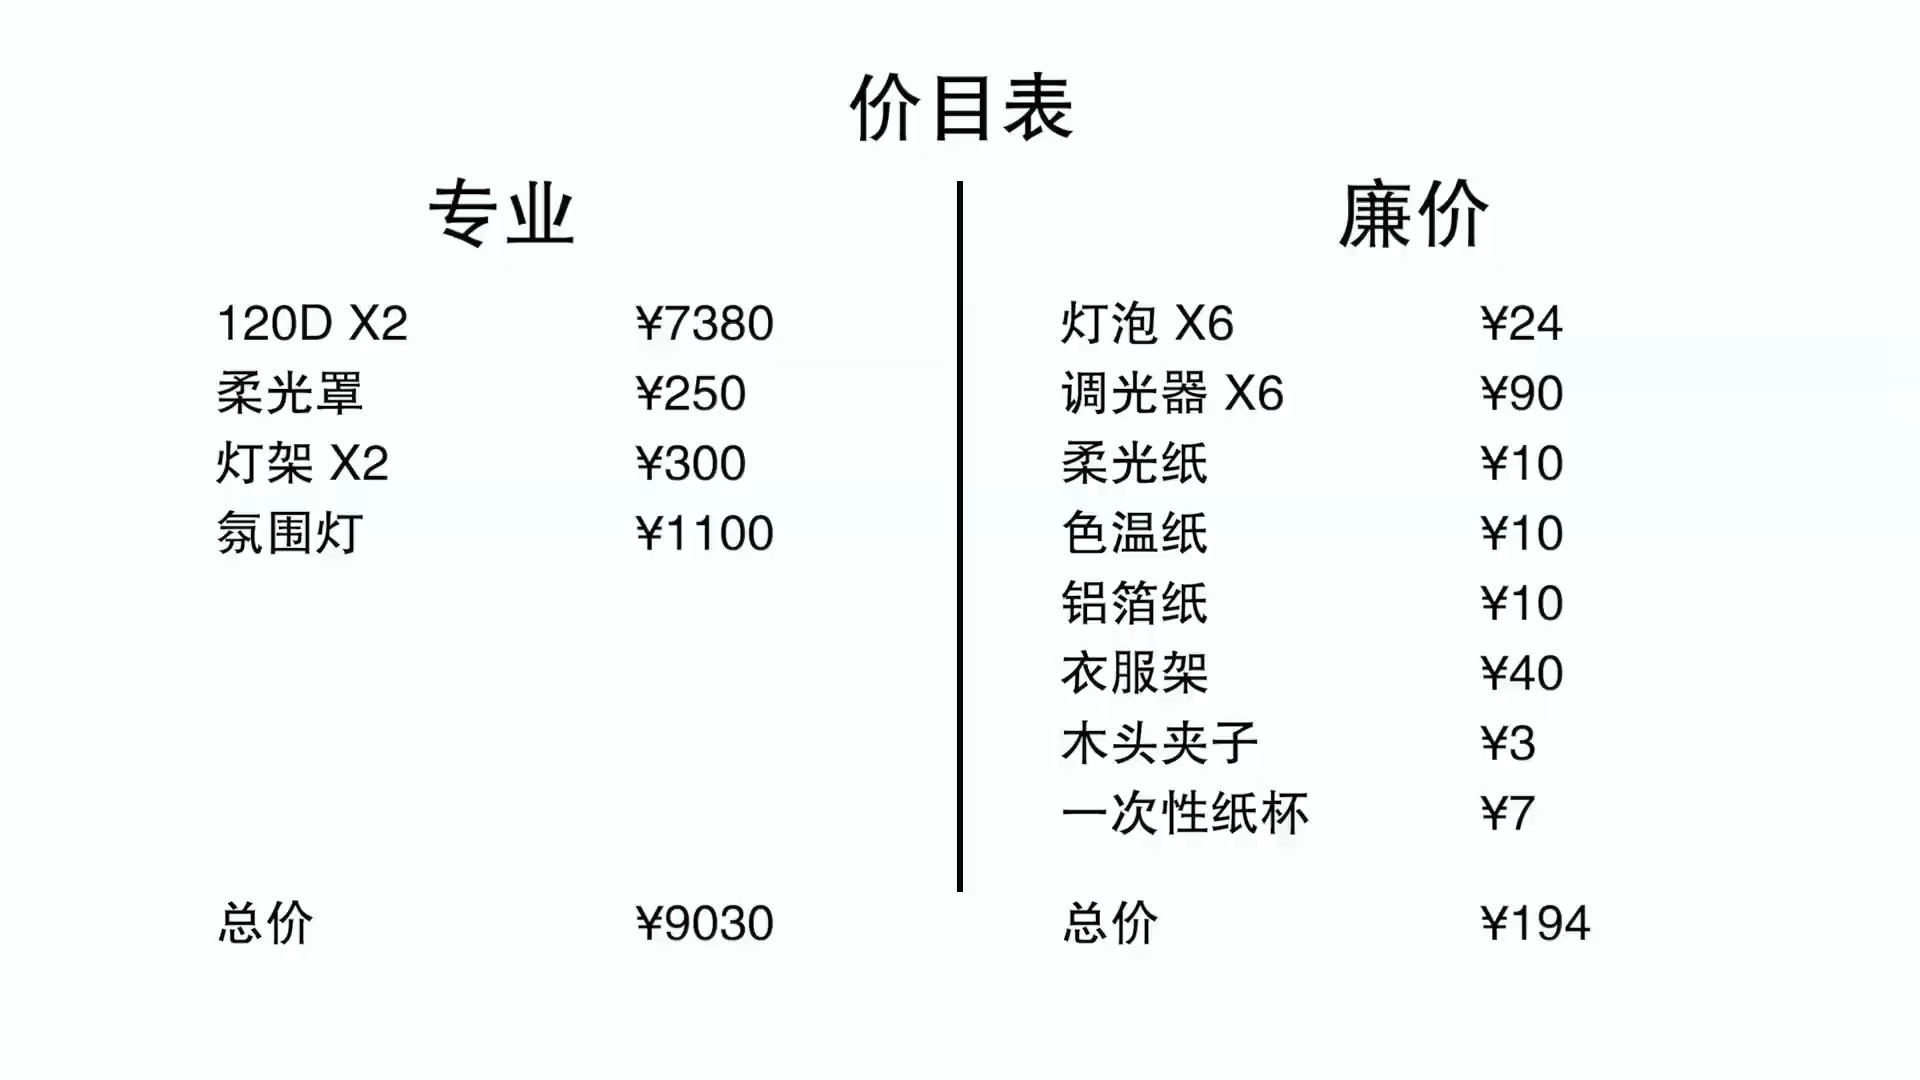 价目表
专业
120D X2 ¥7380
柔光罩 ¥250
灯架 X2 ¥300
氛围灯 ¥1100
总价 ¥9030
廉价
灯泡 X6 ¥24
调光器 X6 ¥90
柔光纸 ¥10
色温纸 ¥10
铝箔纸 ¥10
衣服架 ¥40
木头夹子 ¥3
一次性纸杯 ¥7
总价 ¥194